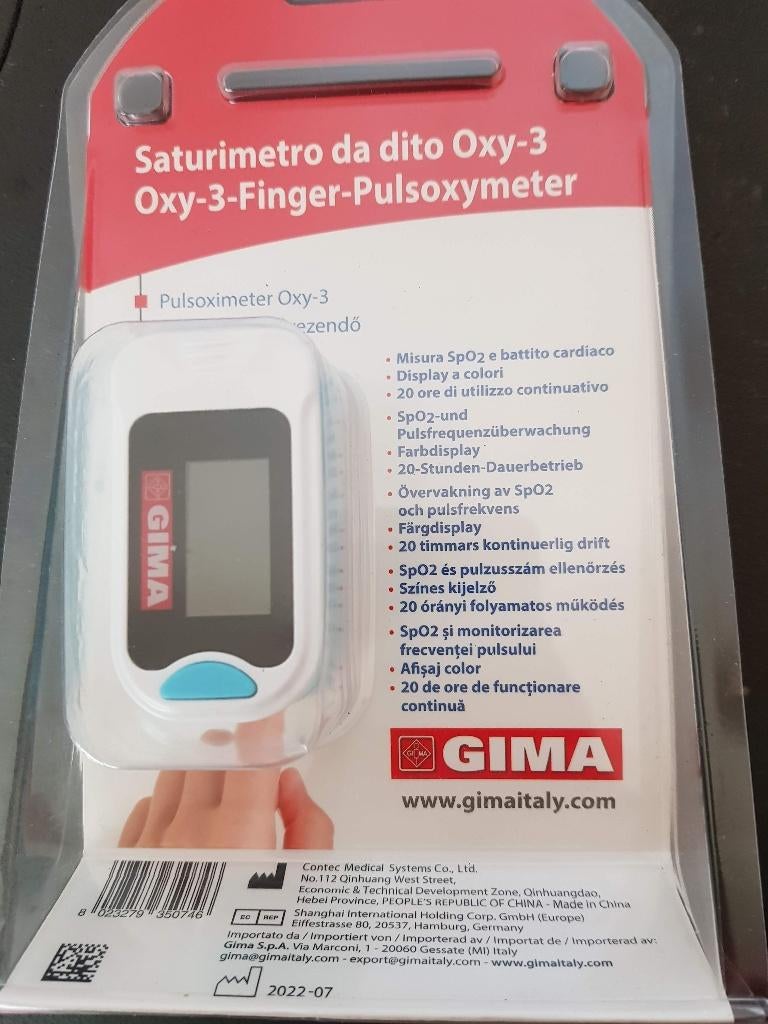 Saturimetro da dito Oxy-3
Oxy-3-Finger-Pulsoxymeter
Pulsoximeter Oxy-3
• Misura SpO2 e battito cardiaco
• Display a colori
• 20 ore di utilizzo continuativo
• SpO2-und
Pulsfrequenzüberwachung
• Farbdisplay
• 20-Stunden-Dauerbetrieb
• Övervakning av SpO2
och pulsfrekvens
• Färgdisplay
• 20 timmars kontinuerlig drift
• SpO2 és pulzusszám ellenörzés
• Színes kijelző
• 20 órányi folyamatos működés
• SpO2 și monitorizarea
frecvenței pulsului
• Afișaj color
• 20 de ore de funcționare
continuă
GIMA
GIMA
GIMA
www.gimaitaly.com
8 023279 350746
Contec Medical Systems Co., Ltd.
No.112 Qinhuang West Street,
Economic & Technical Development Zone, Qinhuangdao,
Hebei Province, PEOPLE'S REPUBLIC OF CHINA - Made in China
EC REP
Shanghai International Holding Corp. GmbH (Europe)
Eiffestrasse 80, 20537, Hamburg, Germany
Importato da / Importiert von / Importerad av / Importat de / Importerad av:
Gima S.p.A. Via Marconi, 1 - 20060 Gessate (MI) Italy
gima@gimaitaly.com - export@gimaitaly.com - www.gimaitaly.com
2022-07